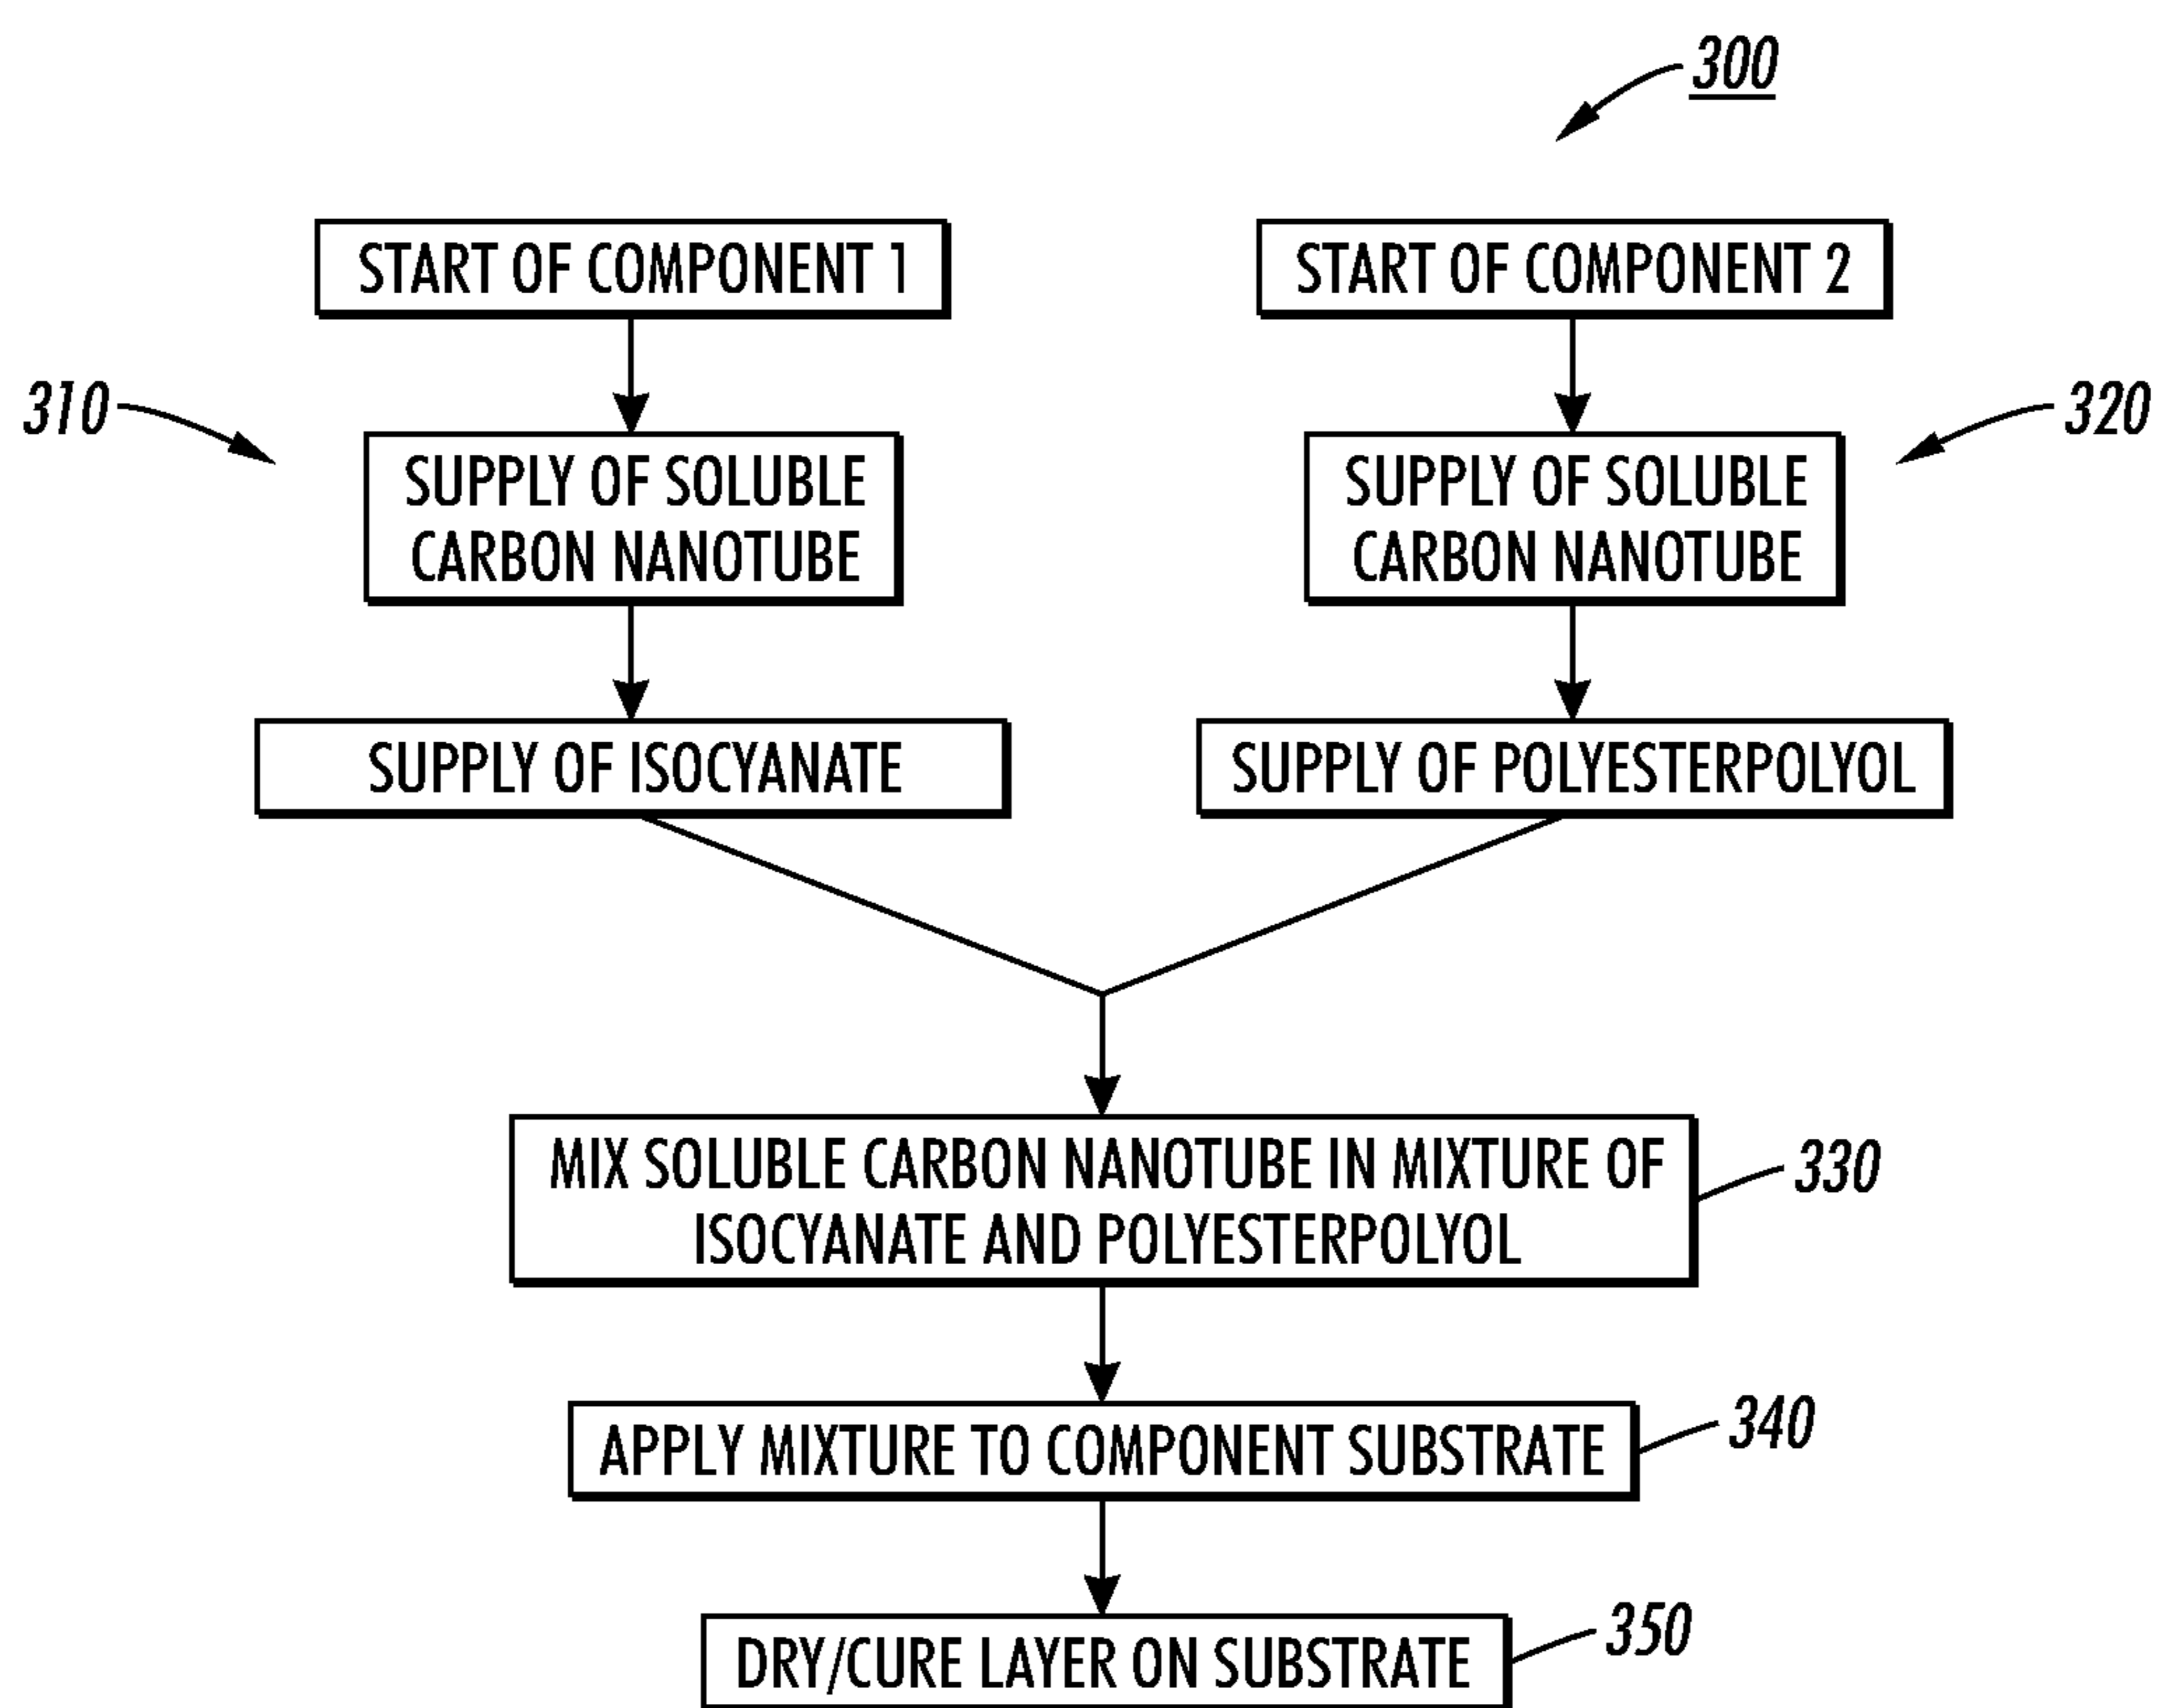 300
START OF COMPONENT 1
START OF COMPONENT 2
310
320
SUPPLY OF SOLUBLE
CARBON NANOTUBE
SUPPLY OF SOLUBLE
CARBON NANOTUBE
SUPPLY OF ISOCYANATE
SUPPLY OF POLYESTERPOLYOL
MIX SOLUBLE CARBON NANOTUBE IN MIXTURE OF
ISOCYANATE AND POLYESTERPOLYOL
330
APPLY MIXTURE TO COMPONENT SUBSTRATE
340
DRY/CURE LAYER ON SUBSTRATE
350